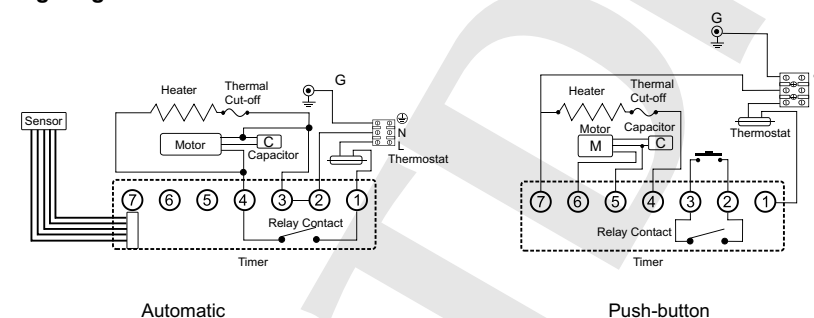 G
Heater
Thermal
Cut-off
Sensor
Motor
C
Capacitor
N
L
Thermostat
7 6 5 4 3 2 1
Relay Contact
Timer
Automatic
G
Heater
Thermal
Cut-off
Motor
Capacitor
M
C
Thermostat
7 6 5 4 3 2 1
Relay Contact
Timer
Push-button